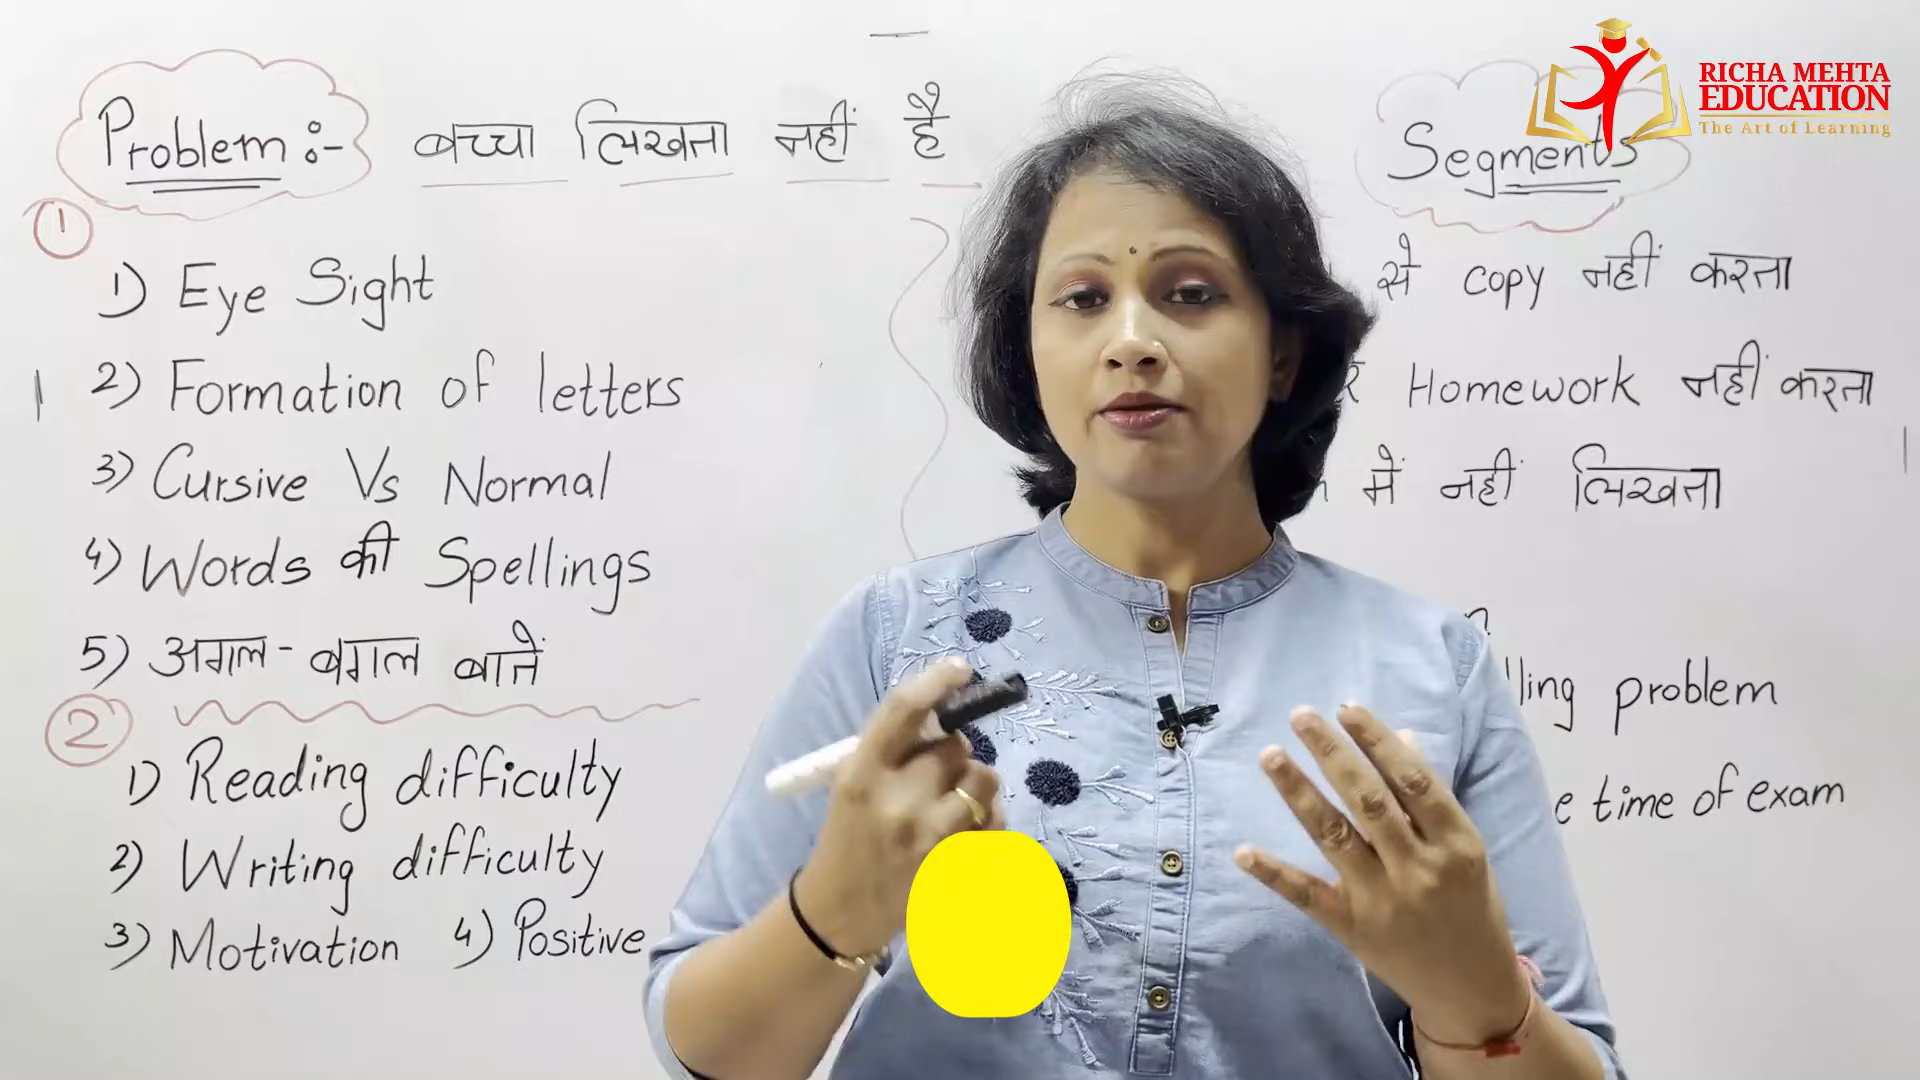 RICHA MEHTA
EDUCATION
The Art of Learning
Problem :- बच्चा लिखता नहीं है
1
1) Eye Sight
2) Formation of letters
3) Cursive Vs Normal
4) Words की Spellings
5) अगल - बगल बातें
2
1) Reading difficulty
2) Writing difficulty
3) Motivation 4) Positive
Segments
से copy नहीं करता
Homework नहीं करता
में नहीं लिखता
problem
time of exam